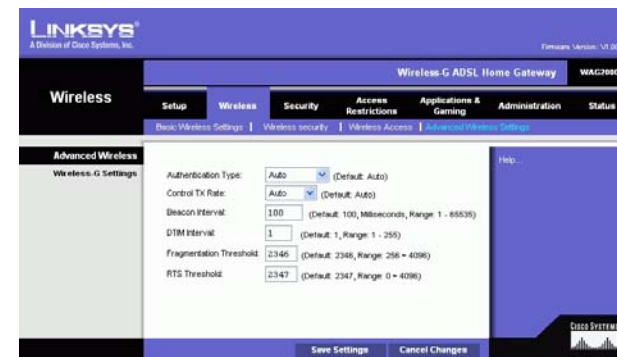 LINKSYS®
A Division of Cisco Systems, Inc.
Firmware Version: V1.00
Wireless-G ADSL Home Gateway
WAG200G
Wireless
Setup
Wireless
Security
Access Restrictions
Applications & Gaming
Administration
Status
Basic Wireless Settings | Wireless security | Wireless Access | Advanced Wireless Settings
Advanced Wireless
Wireless-G Settings
Help...
Authentication Type: Auto (Default: Auto)
Control TX Rate: Auto (Default: Auto)
Beacon Interval: 100 (Default: 100, Milliseconds, Range: 1 - 65535)
DTIM Interval: 1 (Default: 1, Range: 1 - 255)
Fragmentation Threshold: 2346 (Default: 2346, Range: 256 ~ 4096)
RTS Threshold: 2347 (Default: 2347, Range: 0 ~ 4096)
Save Settings
Cancel Changes
CISCO SYSTEMS